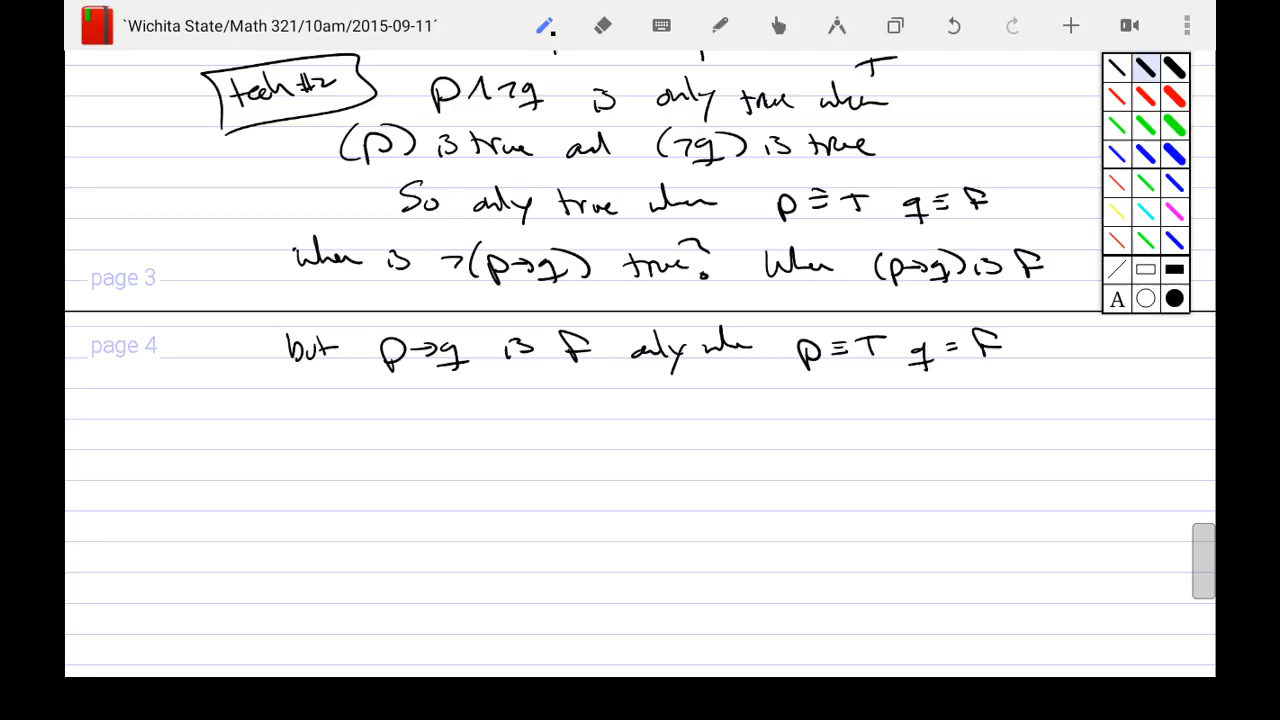 `Wichita State/Math 321/10am/2015-09-11´
T
tech #2 p∧¬q is only true when
(p) is true and (¬q) is true
So only true when p ≡ T q ≡ F
when is ¬(p→q) true? When (p→q) is F
page 3
page 4
but p→q is F only when p ≡ T q = F
A